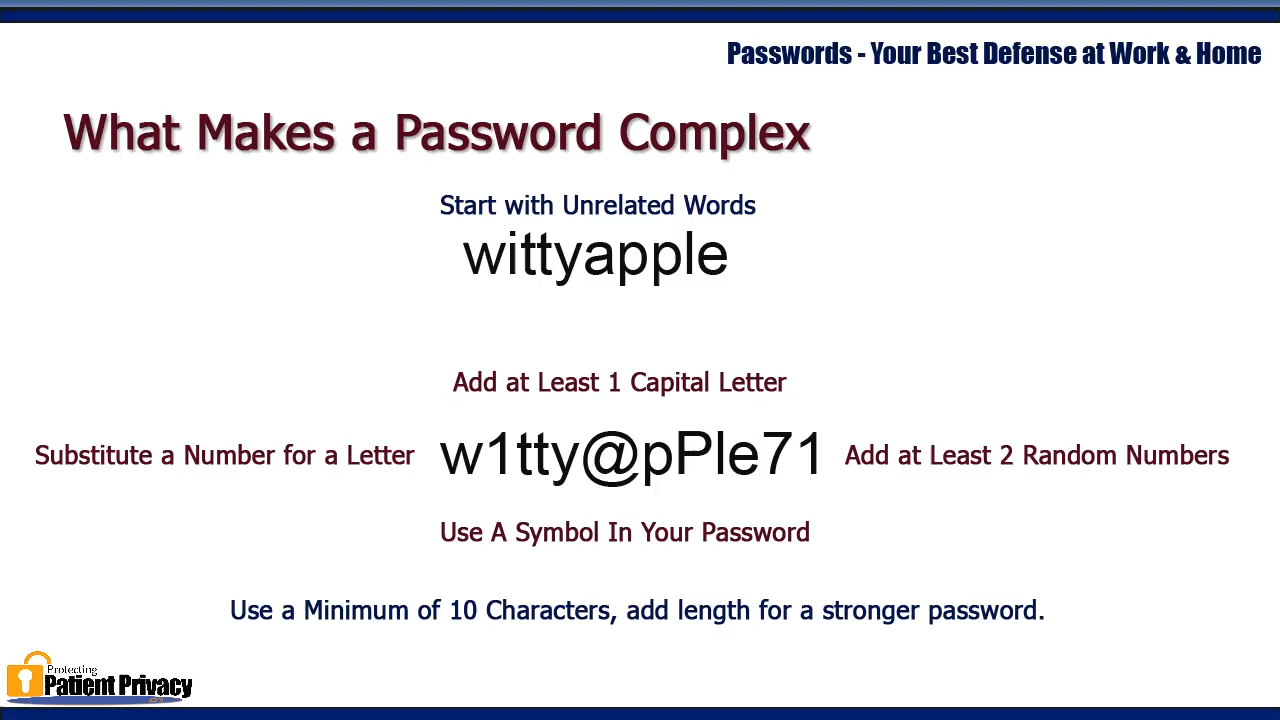 Passwords - Your Best Defense at Work & Home
What Makes a Password Complex
Start with Unrelated Words
wittyapple
Add at Least 1 Capital Letter
Substitute a Number for a Letter
w1tty@pPle71
Add at Least 2 Random Numbers
Use A Symbol In Your Password
Use a Minimum of 10 Characters, add length for a stronger password.
Protecting
Patient Privacy
.com